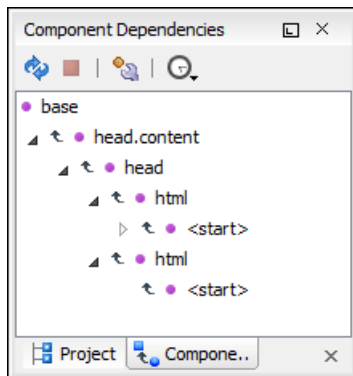 Component Dependencies
base
head.content
head
html
<start>
html
<start>
Project Compone..